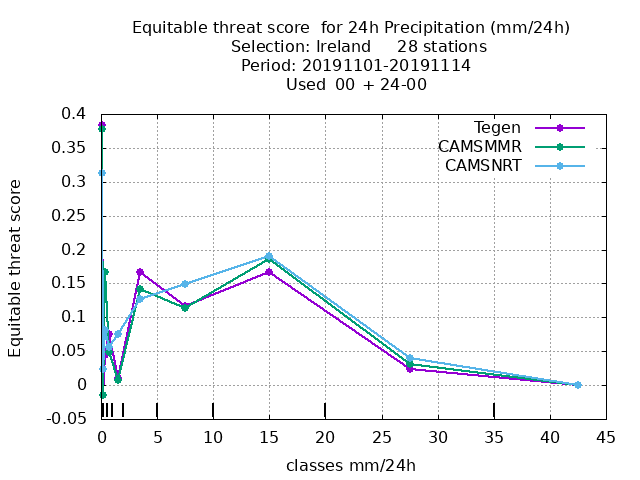 Equitable threat score  for 24h Precipitation (mm/24h)
Selection: Ireland     28 stations
Period: 20191101-20191114
Used  00  + 24-00
Tegen
CAMSMMR
CAMSNRT
Equitable threat score
0.4
0.35
0.3
0.25
0.2
0.15
0.1
0.05
0
-0.05
0 5 10 15 20 25 30 35 40 45
classes mm/24h